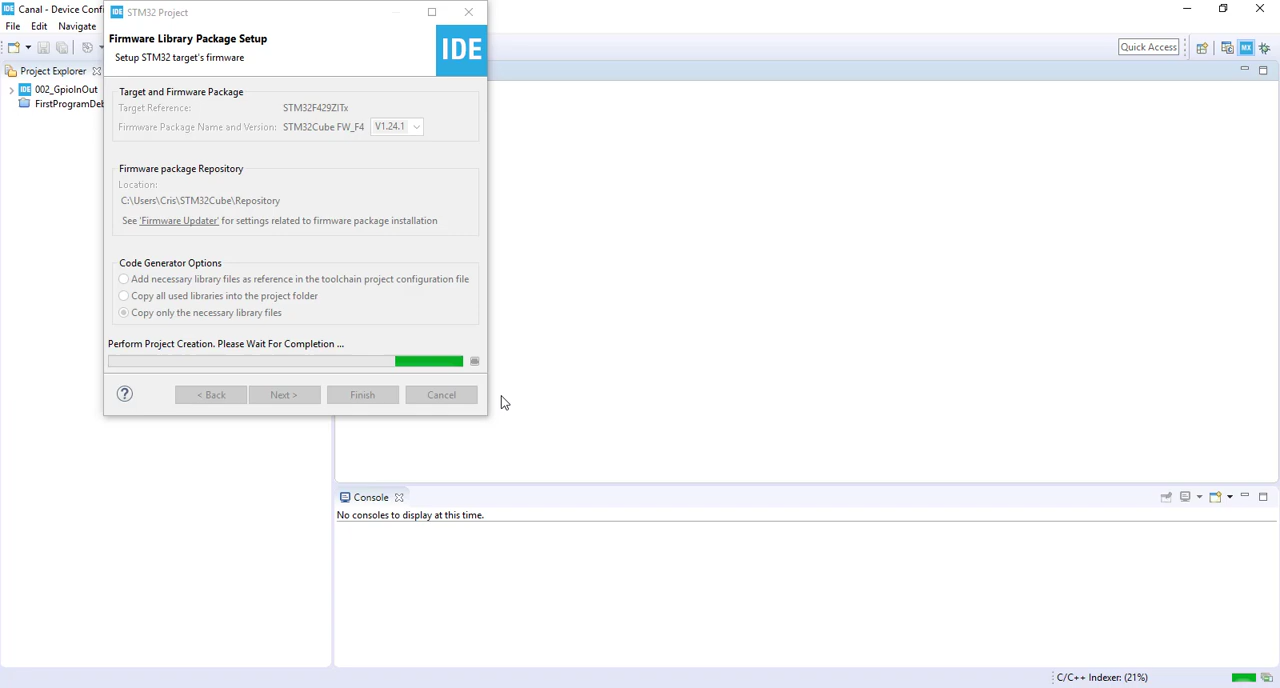 IDE Canal - Device Confi
File Edit Navigate
Quick Access
MX
Project Explorer
IDE 002_GpioInOut
FirstProgramDeb
IDE STM32 Project
Firmware Library Package Setup
Setup STM32 target's firmware
IDE
Target and Firmware Package
Target Reference: STM32F429ZITx
Firmware Package Name and Version: STM32Cube FW_F4 V1.24.1
Firmware package Repository
Location:
C:\Users\Cris\STM32Cube\Repository
See 'Firmware Updater' for settings related to firmware package installation
Code Generator Options
Add necessary library files as reference in the toolchain project configuration file
Copy all used libraries into the project folder
Copy only the necessary library files
Perform Project Creation. Please Wait For Completion ...
? < Back Next > Finish Cancel
Console
No consoles to display at this time.
C/C++ Indexer: (21%)